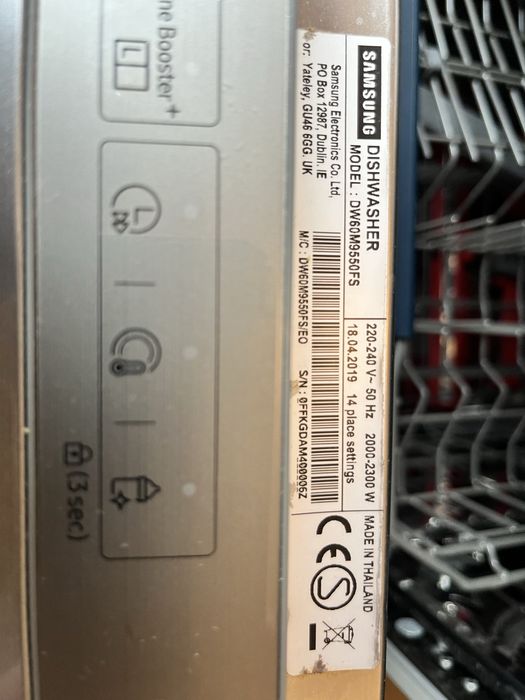 SAMSUNG DISHWASHER
MODEL : DW60M9550FS
220-240 V~ 50 Hz 2000-2300 W
18.04.2019 14 place settings
MADE IN THAILAND
Samsung Electronics Co. Ltd,
PO Box 12987, Dublin. IE
or: Yateley, GU46 6GG. UK
M/C : DW60M9550FS/EO S/N : 0FFKGDAM400006Z
CE
ne Booster+
L
(3 sec)